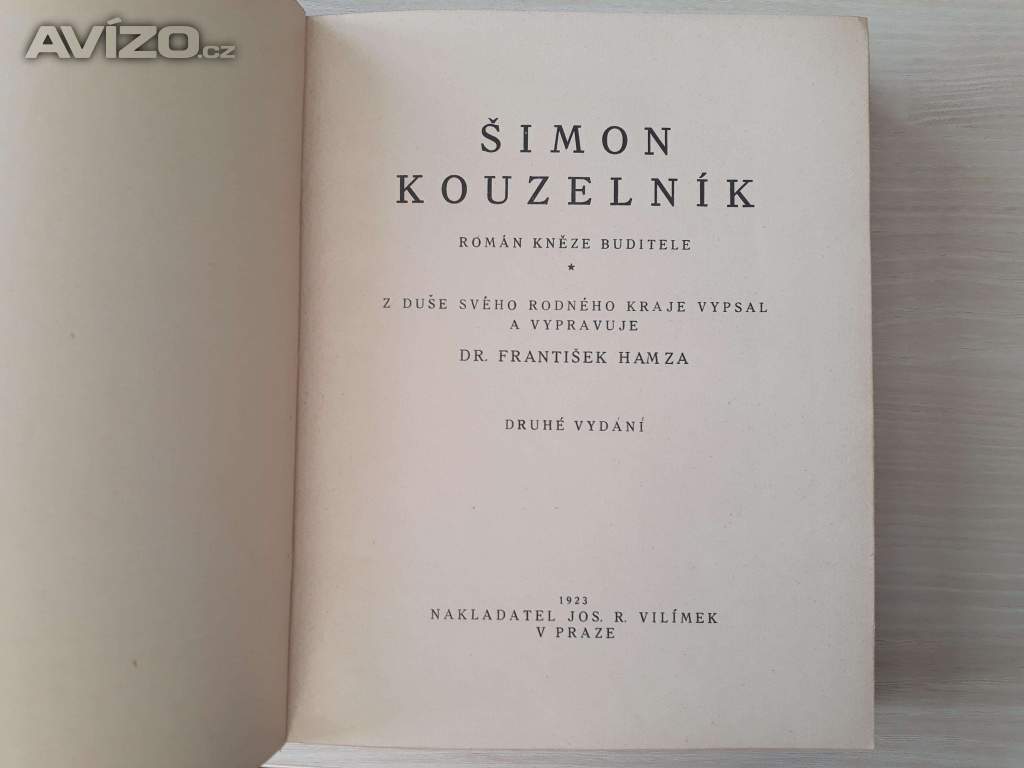 AVÍZO.cz
ŠIMON
KOUZELNÍK
ROMÁN KNĚZE BUDITELE
*
Z DUŠE SVÉHO RODNÉHO KRAJE VYPSAL
A VYPRAVUJE
DR. FRANTIŠEK HAMZA
DRUHÉ VYDÁNÍ
1923
NAKLADATEL JOS. R. VILÍMEK
V PRAZE